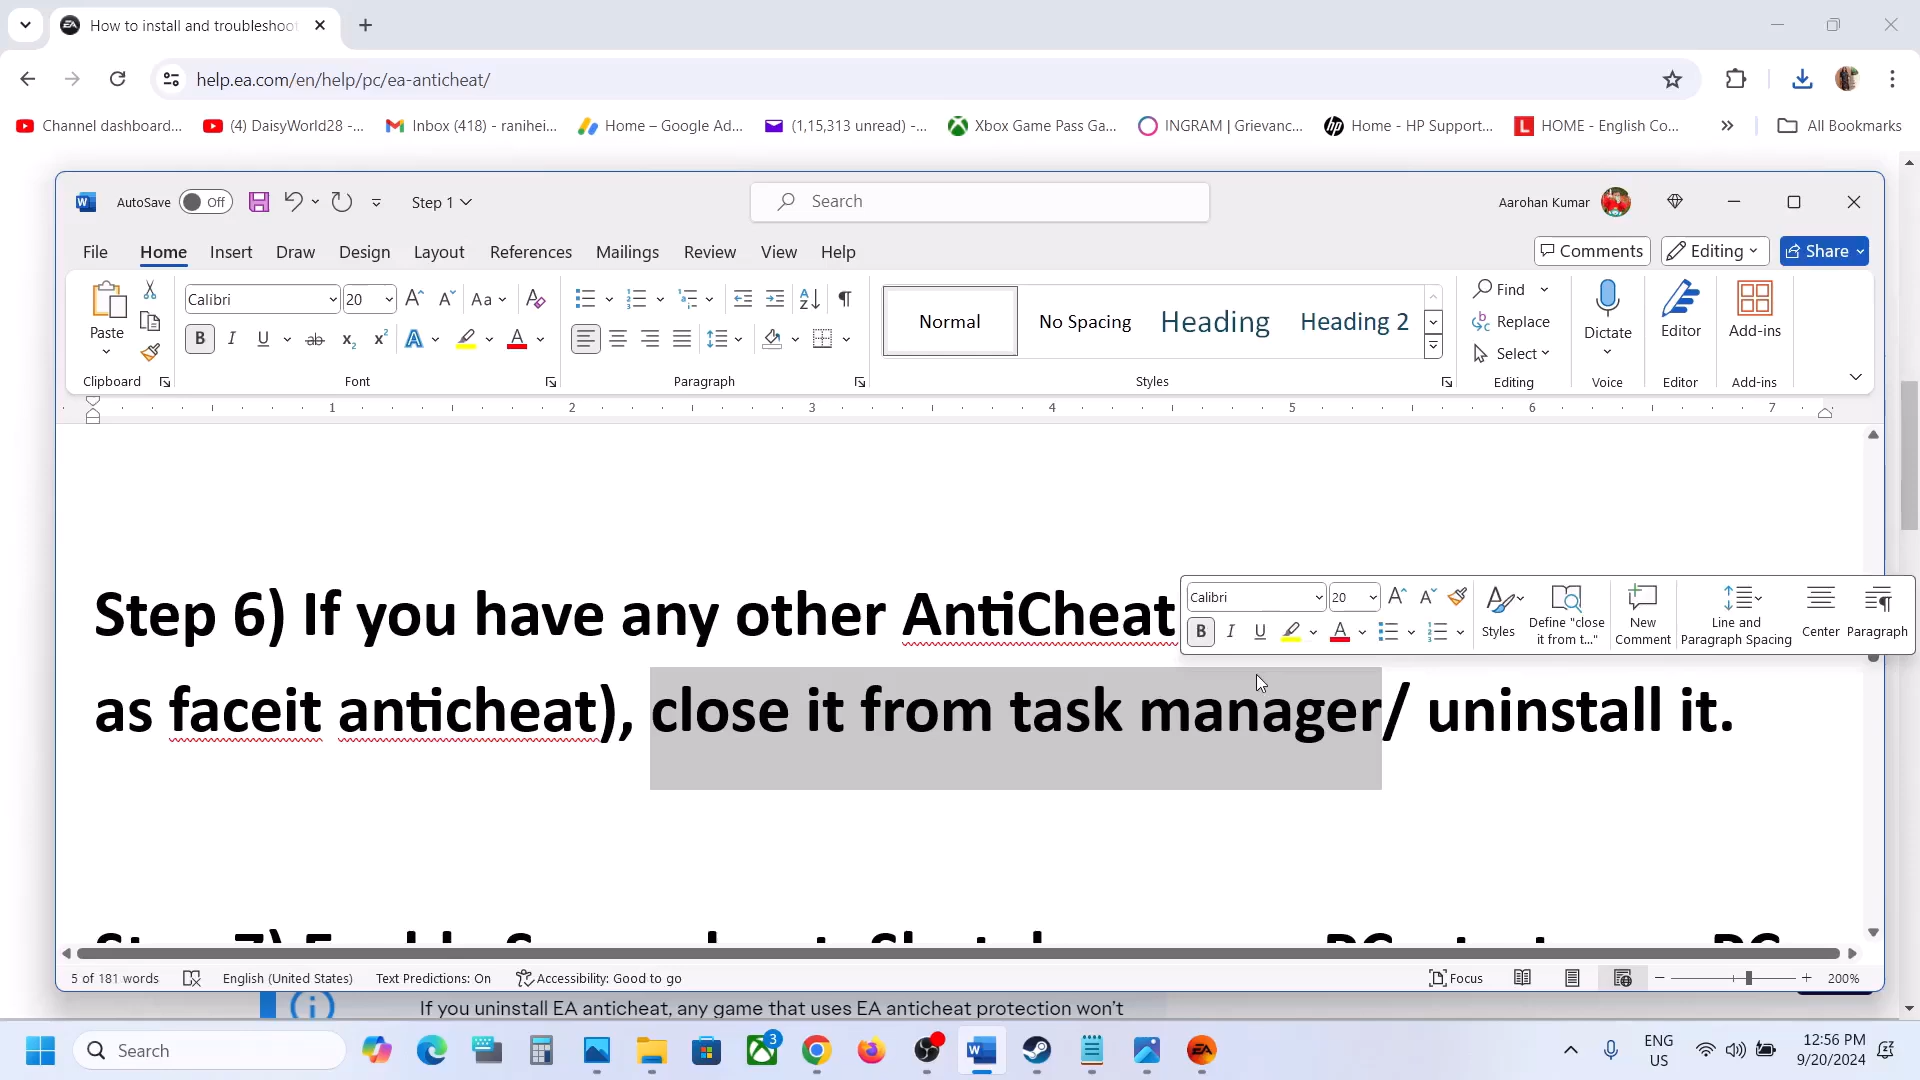 How to install and troubleshoot
help.ea.com/en/help/pc/ea-anticheat/
Channel dashboard... (4) DaisyWorld28 -... Inbox (418) - ranihei... Home – Google Ad... (1,15,313 unread) -... Xbox Game Pass Ga... INGRAM | Grievanc... Home - HP Support... HOME - English Co... All Bookmarks
AutoSave Off Step 1 Search Aarohan Kumar
File Home Insert Draw Design Layout References Mailings Review View Help Comments Editing Share
Paste Calibri 20 Normal No Spacing Heading Heading 2 Find Replace Select Dictate Editor Add-ins
Clipboard Font Paragraph Styles Editing Voice Editor Add-ins
1 2 3 4 5 6 7
Step 6) If you have any other AntiCheat
Calibri 20 Styles Define "close it from t..." New Comment Line and Paragraph Spacing Center Paragraph
as faceit anticheat), close it from task manager/ uninstall it.
5 of 181 words English (United States) Text Predictions: On Accessibility: Good to go Focus 200%
If you uninstall EA anticheat, any game that uses EA anticheat protection won't
Search 3 ENG US 12:56 PM 9/20/2024